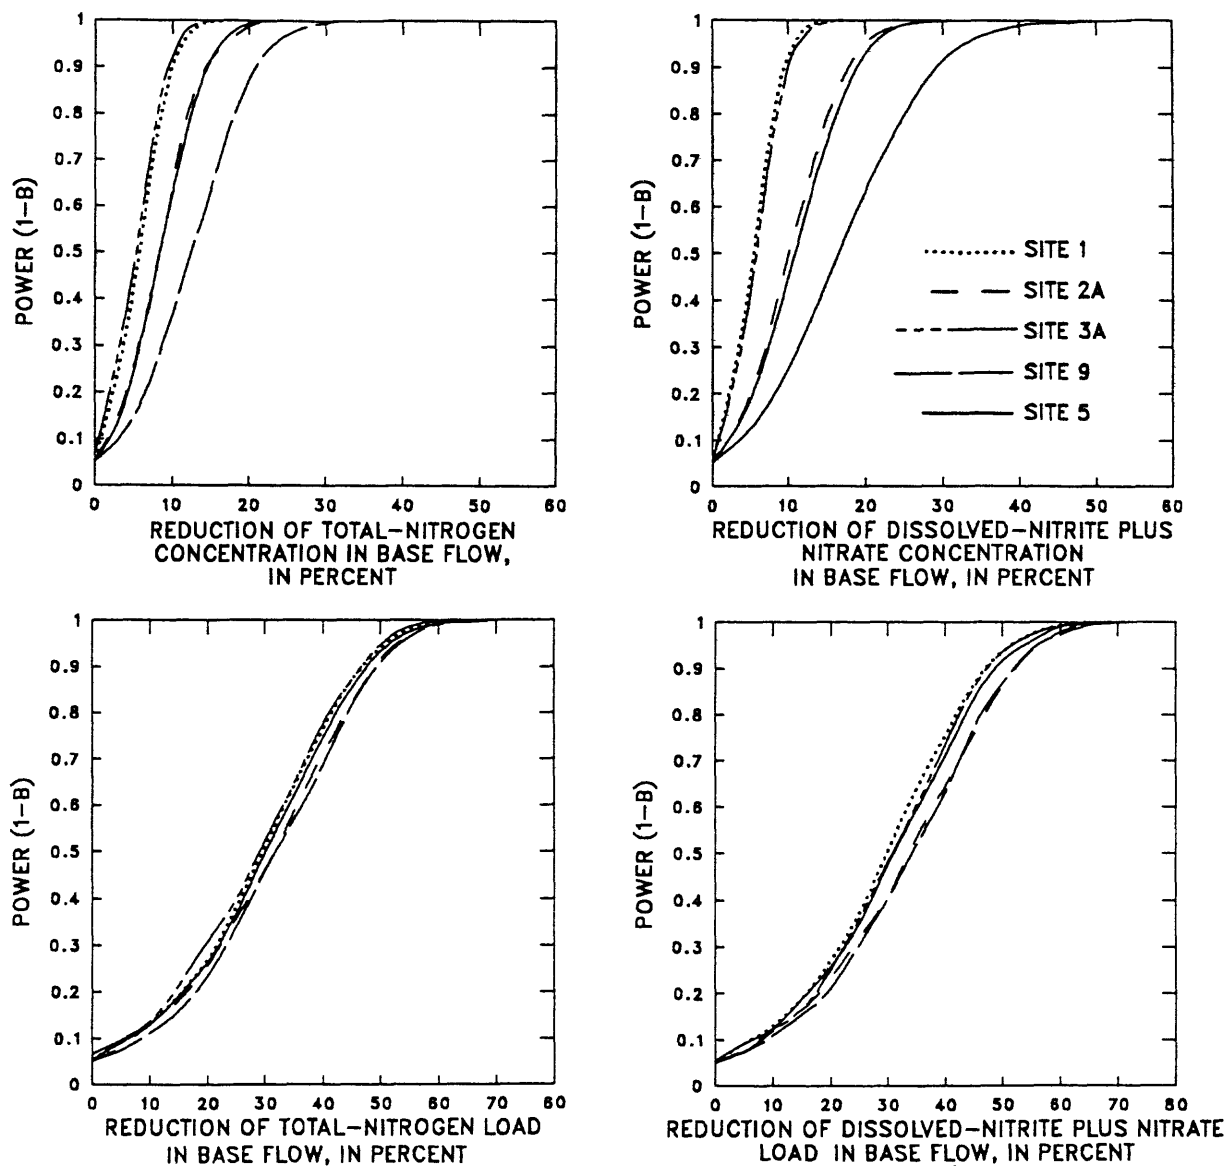 1
0.9
0.8
0.7
0.6
0.5
0.4
0.3
0.2
0.1
0
POWER (1-B)
0 10 20 30 40 50 60
REDUCTION OF TOTAL-NITROGEN
CONCENTRATION IN BASE FLOW,
IN PERCENT
1
0.9
0.8
0.7
0.6
0.5
0.4
0.3
0.2
0.1
0
POWER (1-B)
SITE 1
SITE 2A
SITE 3A
SITE 9
SITE 5
0 10 20 30 40 50 60
REDUCTION OF DISSOLVED-NITRITE PLUS
NITRATE CONCENTRATION
IN BASE FLOW, IN PERCENT
1
0.9
0.8
0.7
0.6
0.5
0.4
0.3
0.2
0.1
0
POWER (1-B)
0 10 20 30 40 50 60 70 80
REDUCTION OF TOTAL-NITROGEN LOAD
IN BASE FLOW, IN PERCENT
1
0.9
0.8
0.7
0.6
0.5
0.4
0.3
0.2
0.1
0
POWER (1-B)
0 10 20 30 40 50 60 70 80
REDUCTION OF DISSOLVED-NITRITE PLUS NITRATE
LOAD IN BASE FLOW, IN PERCENT